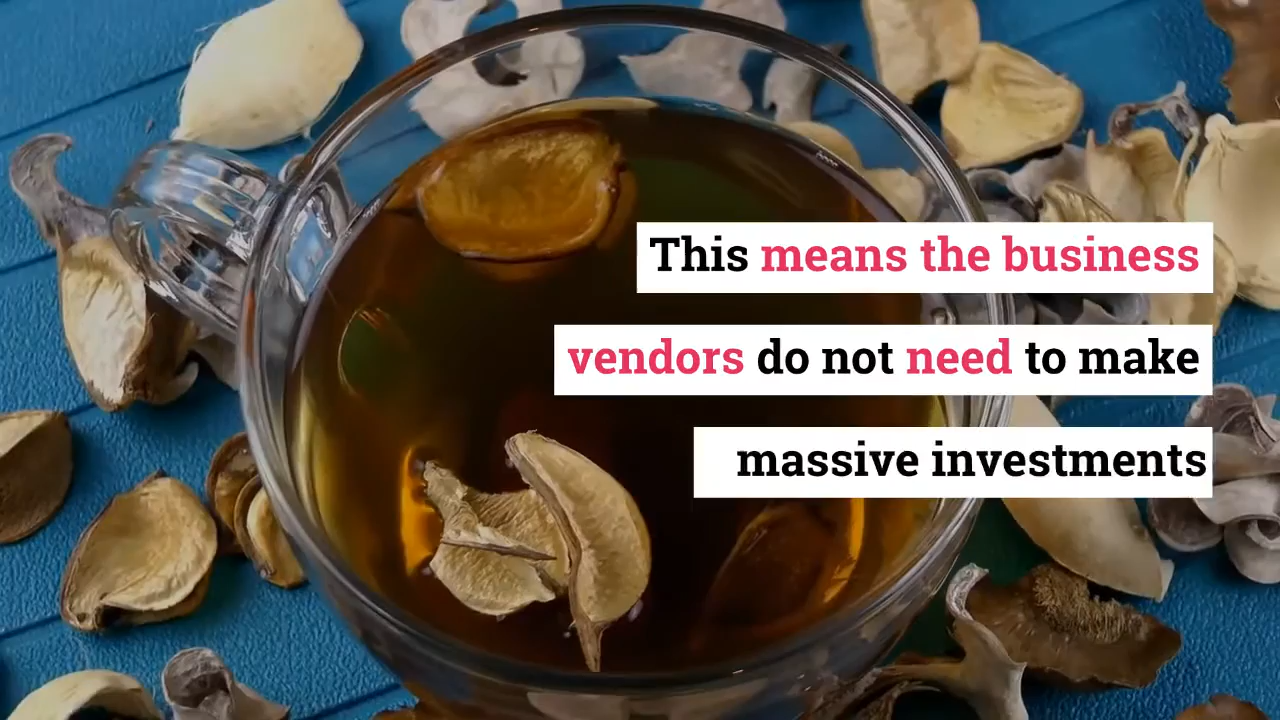 This means the business
vendors do not need to make
massive investments